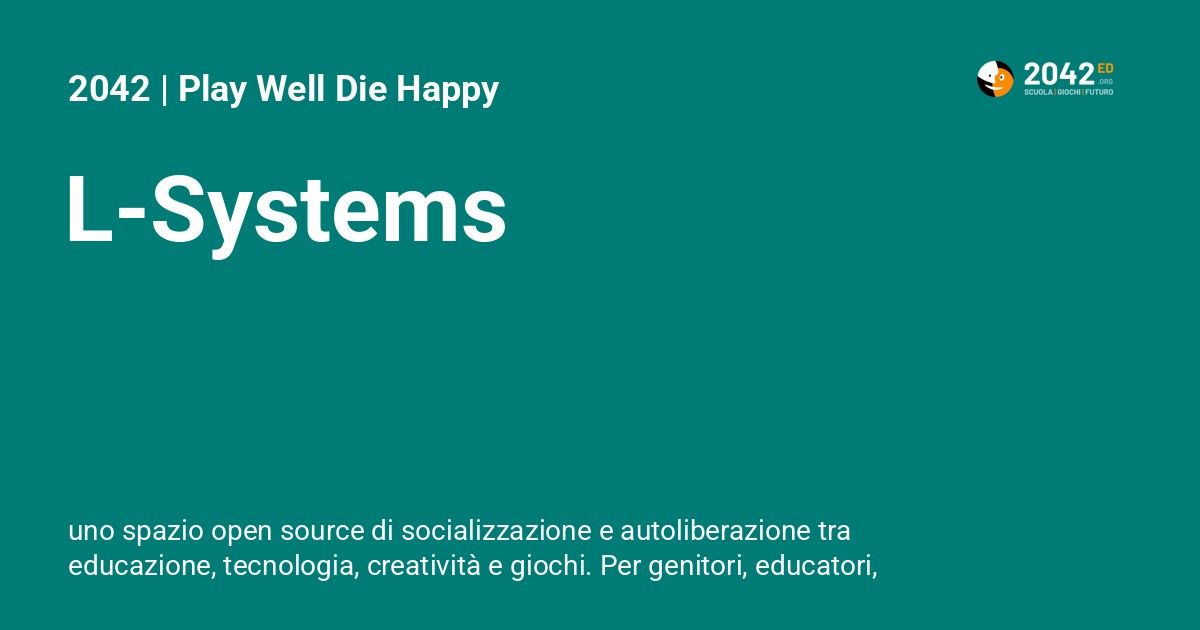 2042 | Play Well Die Happy
2042 ED
.ORG
SCUOLA | GIOCHI | FUTURO
L-Systems
uno spazio open source di socializzazione e autoliberazione tra
educazione, tecnologia, creatività e giochi. Per genitori, educatori,